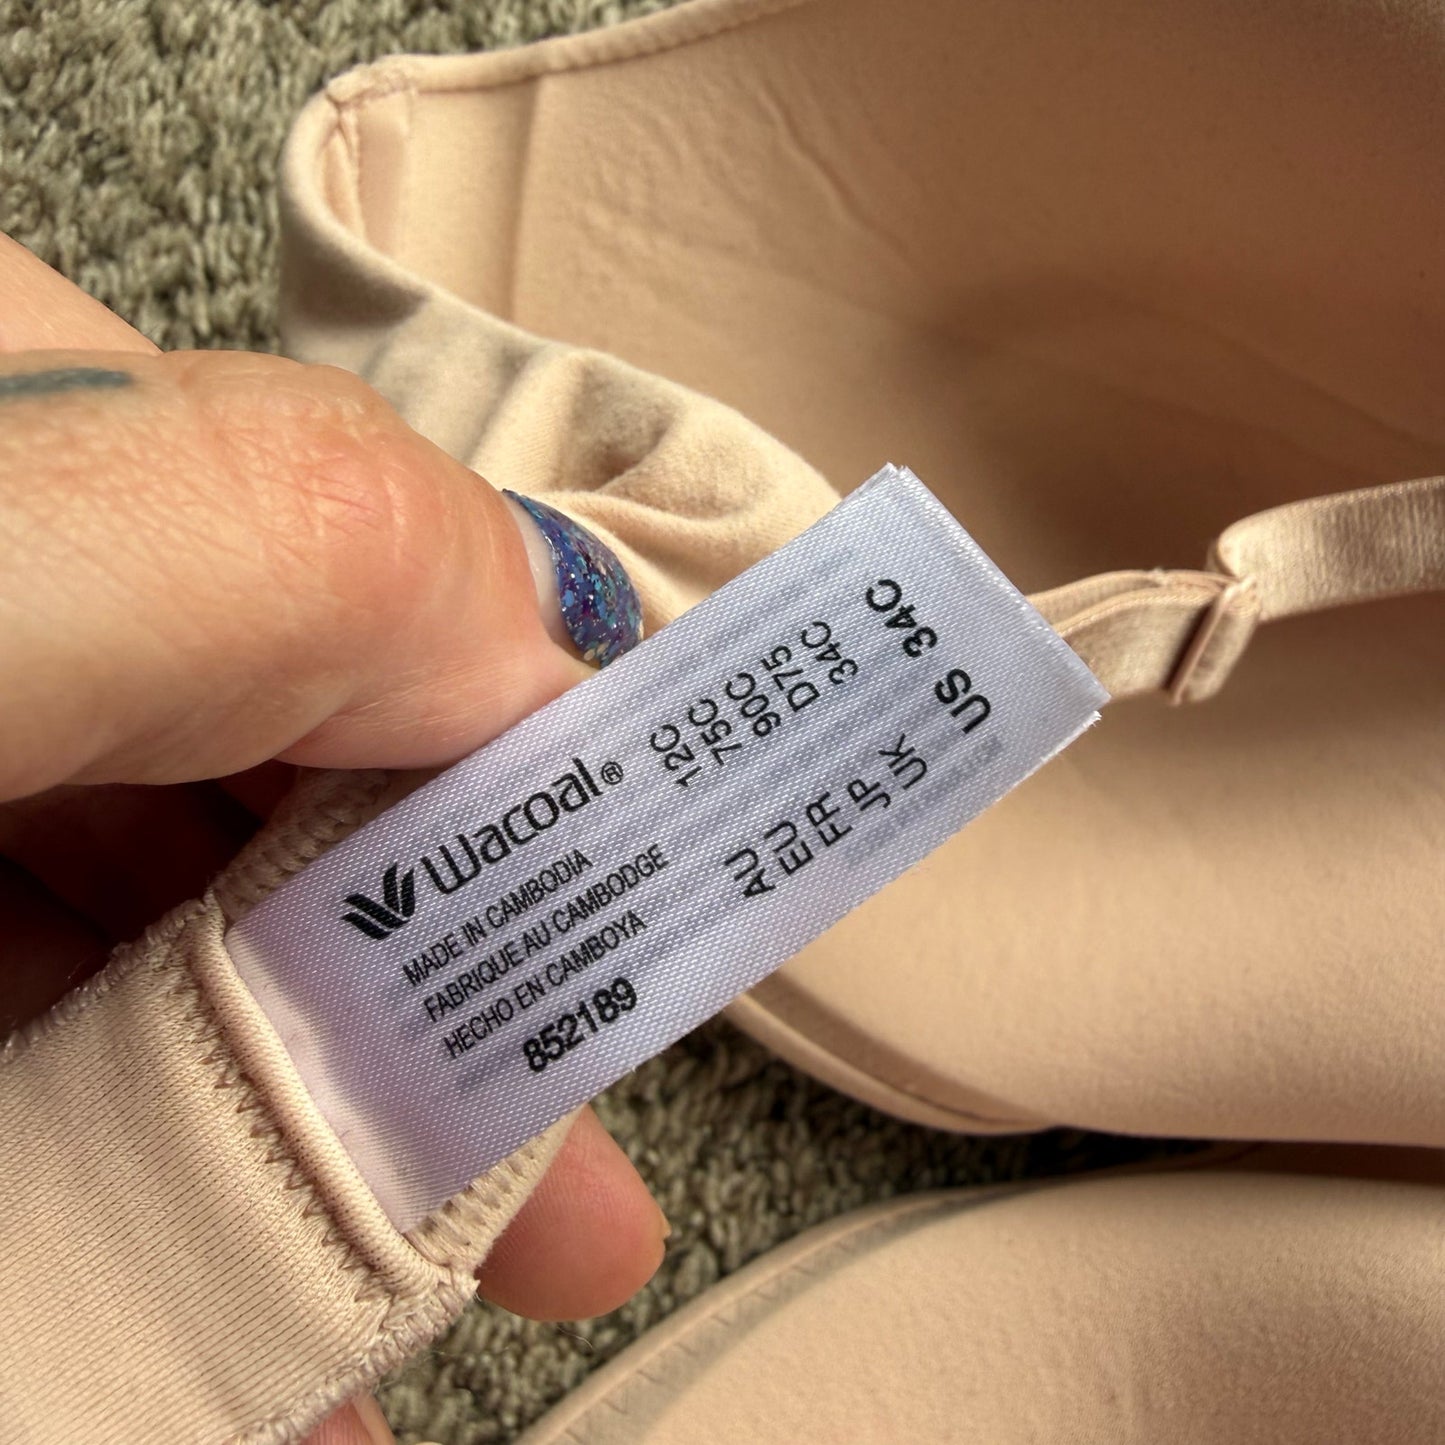 Wacoal®
MADE IN CAMBODIA
FABRIQUE AU CAMBODGE
HECHO EN CAMBOYA
852189
AU 12C
EU 75C
FR 90C
JP D75
UK 34C
US 34C